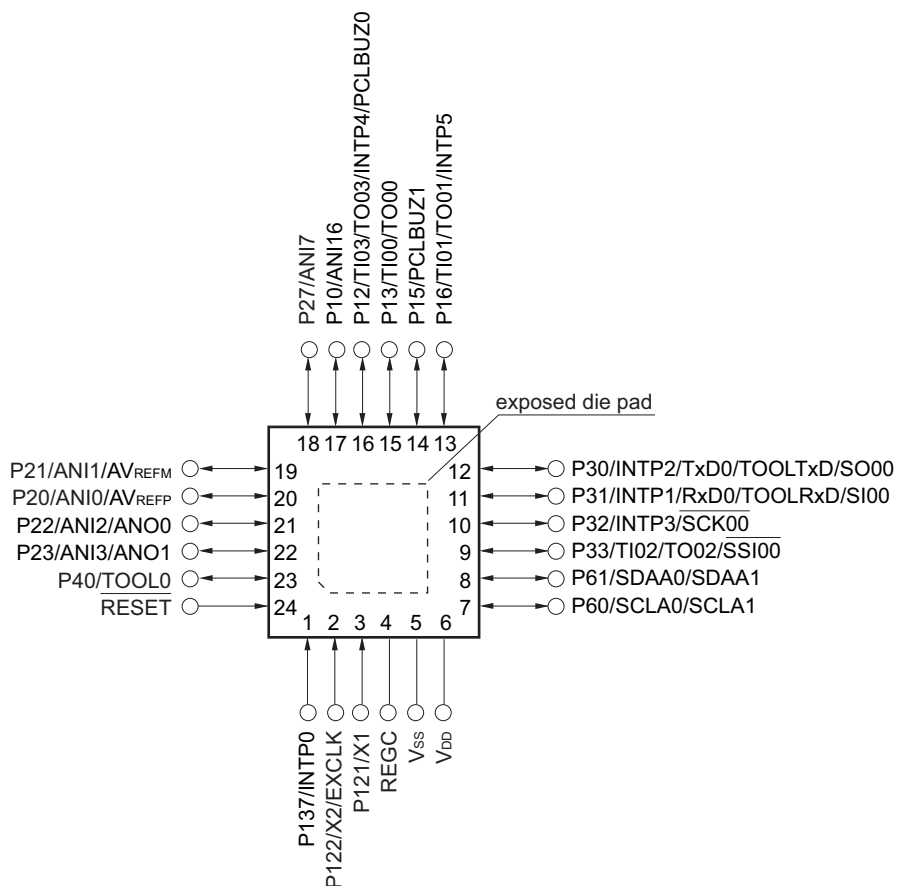 P27/ANI7
P10/ANI16
P12/TI03/TO03/INTP4/PCLBUZ0
P13/TI00/TO00
P15/PCLBUZ1
P16/TI01/TO01/INTP5
exposed die pad
18 17 16 15 14 13
P21/ANI1/AVREFM
19
P20/ANI0/AVREFP
20
P22/ANI2/ANO0
21
P23/ANI3/ANO1
22
P40/TOOL0
23
RESET
24
12
P30/INTP2/TxD0/TOOLTxD/SO00
11
P31/INTP1/RxD0/TOOLRxD/SI00
10
P32/INTP3/SCK00
9
P33/TI02/TO02/SSI00
8
P61/SDAA0/SDAA1
7
P60/SCLA0/SCLA1
1 2 3 4 5 6
P137/INTP0
P122/X2/EXCLK
P121/X1
REGC
VSS
VDD